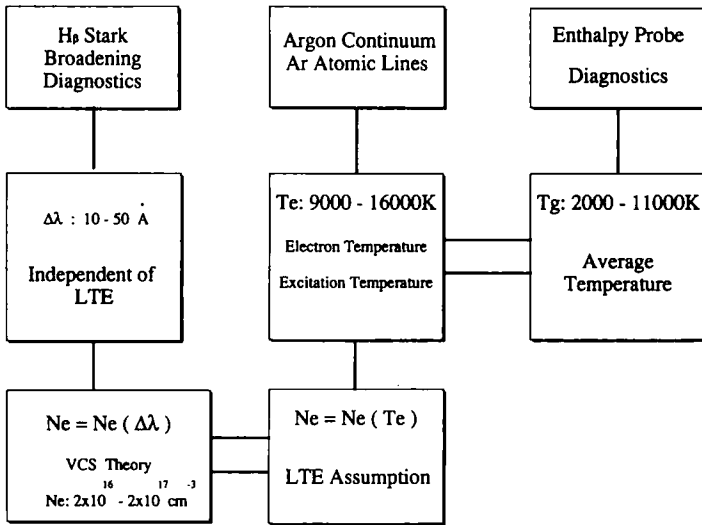 Hβ Stark
Broadening
Diagnostics
Argon Continuum
Ar Atomic Lines
Enthalpy Probe
Diagnostics
Δλ : 10 - 50 Å
Independent of
LTE
Te: 9000 - 16000K
Electron Temperature
Excitation Temperature
Tg: 2000 - 11000K
Average
Temperature
Ne = Ne ( Δλ )
VCS Theory
Ne: 2x10^16 - 2x10^17 cm^-3
Ne = Ne ( Te )
LTE Assumption